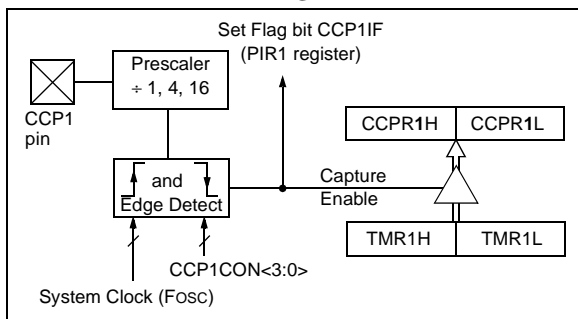 Set Flag bit CCP1IF
(PIR1 register)
Prescaler
÷ 1, 4, 16
CCP1
pin
CCPR1H
CCPR1L
and
Edge Detect
Capture
Enable
TMR1H
TMR1L
CCP1CON<3:0>
System Clock (FOSC)